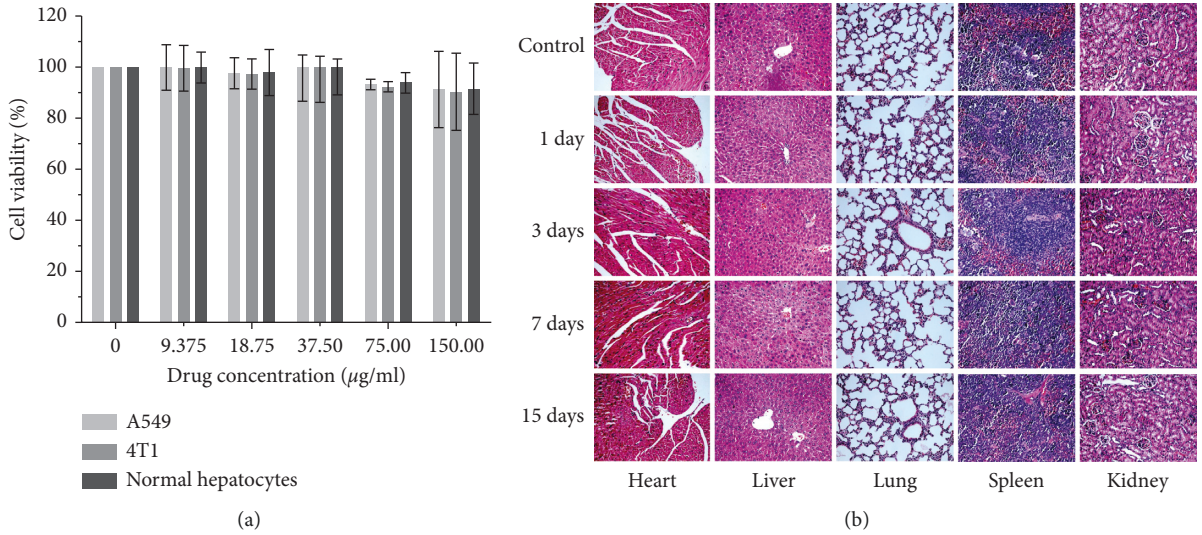 120
100
80
60
40
20
0
Cell viability (%)
0
9.375
18.75
37.50
75.00
150.00
Drug concentration (μg/ml)
A549
4T1
Normal hepatocytes
(a)
Control
1 day
3 days
7 days
15 days
Heart
Liver
Lung
Spleen
Kidney
(b)